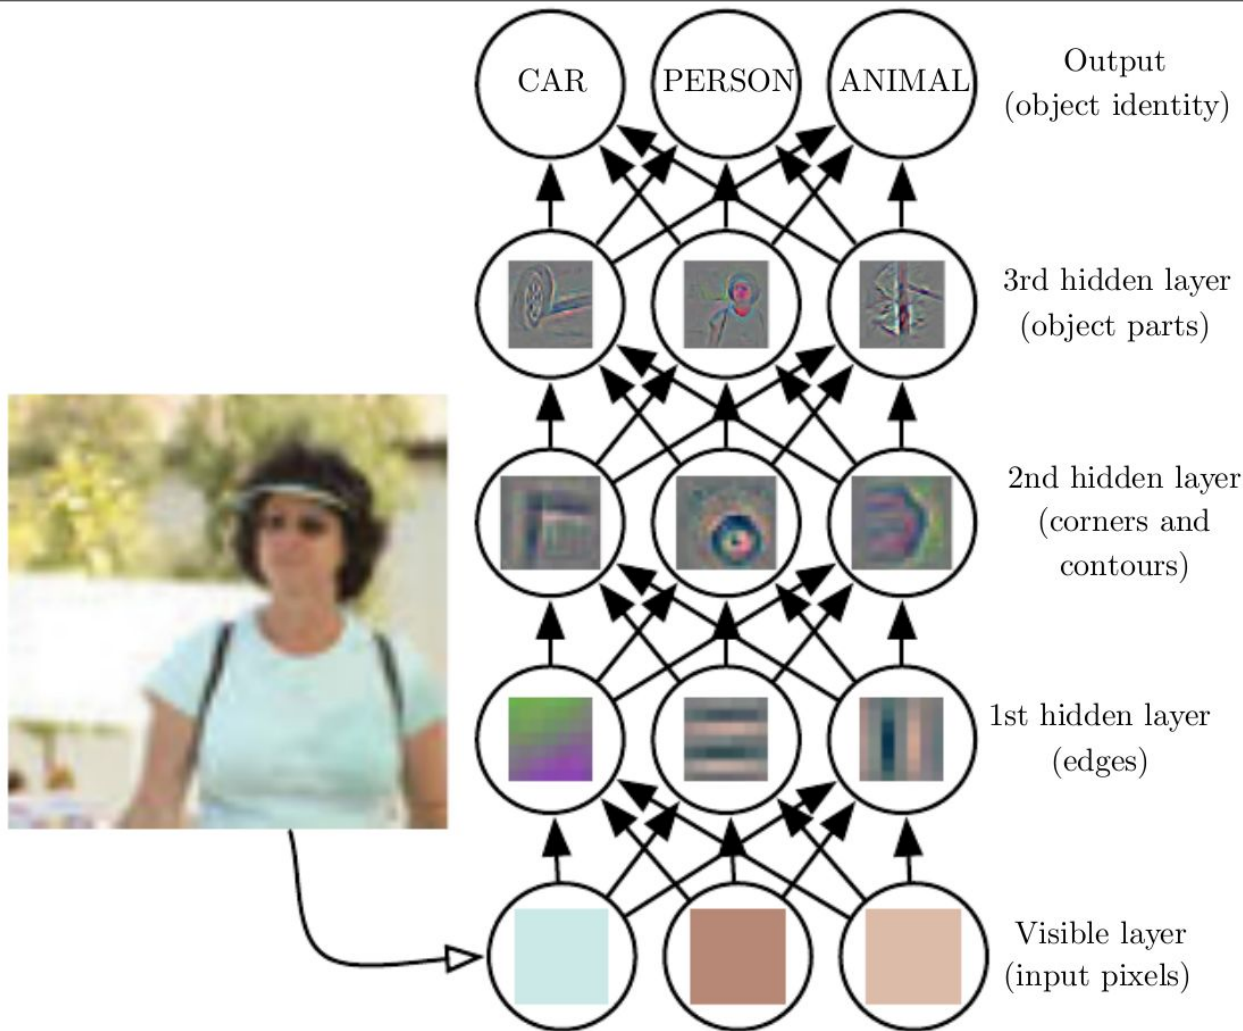 CAR PERSON ANIMAL
Output
(object identity)
3rd hidden layer
(object parts)
2nd hidden layer
(corners and
contours)
1st hidden layer
(edges)
Visible layer
(input pixels)